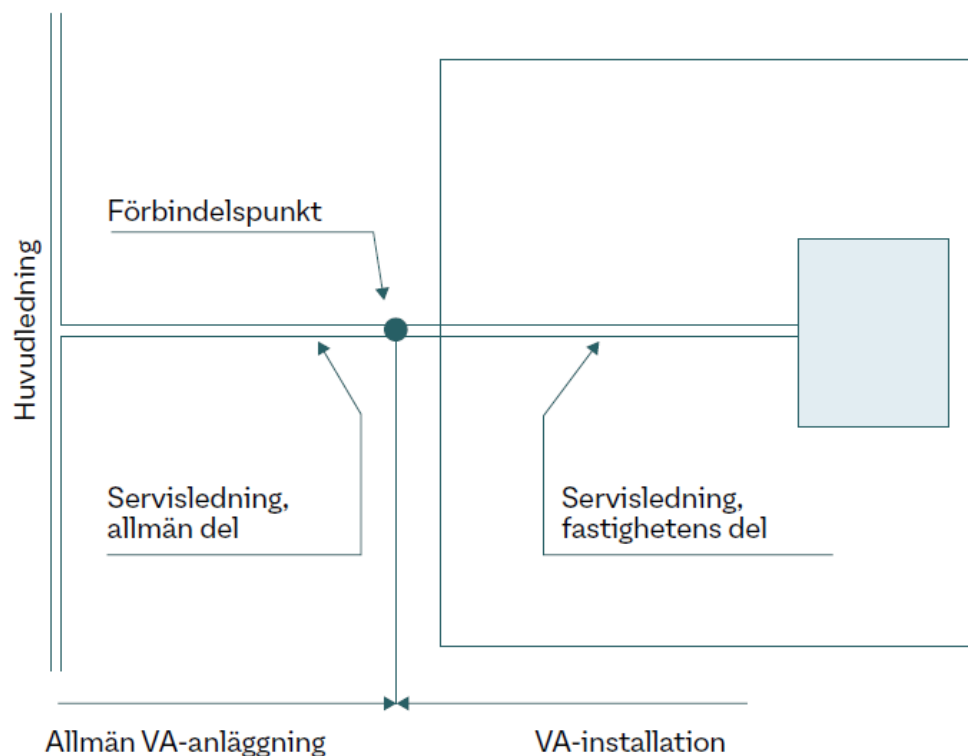 Förbindelspunkt
Huvudledning
Servisledning,
allmän del
Servisledning,
fastighetens del
Allmän VA-anläggning
VA-installation